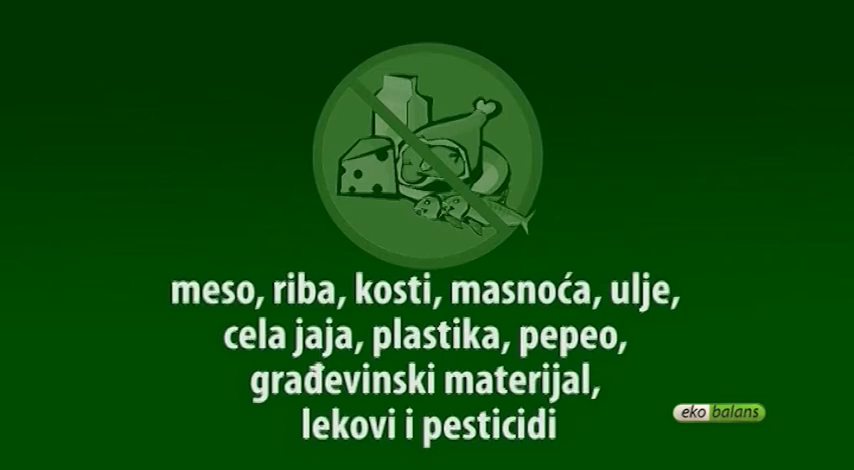 meso, riba, kosti, masnoća, ulje,
cela jaja, plastika, pepeo,
građevinski materijal,
lekovi i pesticidi
eko balans